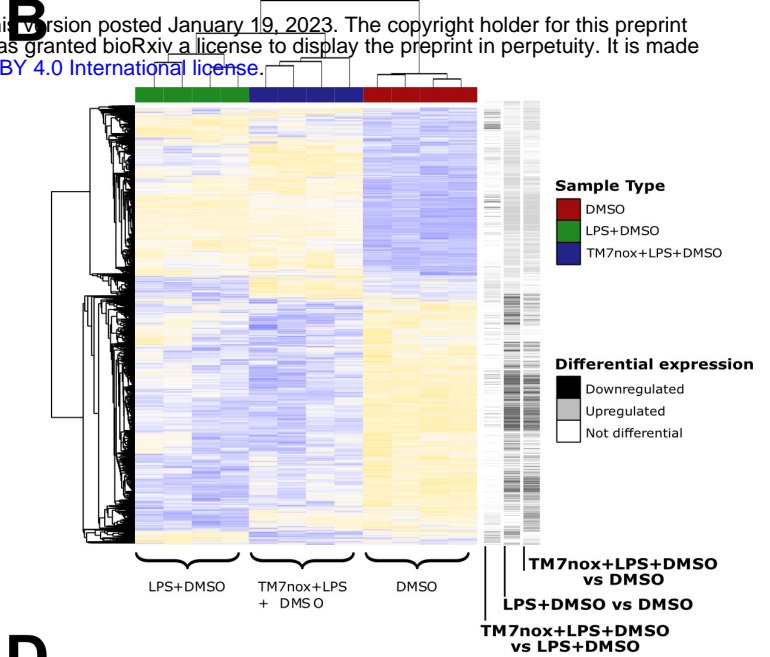 B
is version posted January 19, 2023. The copyright holder for this preprint
as granted bioRxiv a license to display the preprint in perpetuity. It is made
BY 4.0 International license.
Sample Type
DMSO
LPS+DMSO
TM7nox+LPS+DMSO
Differential expression
Downregulated
Upregulated
Not differential
LPS+DMSO
TM7nox+LPS
+ DMSO
DMSO
TM7nox+LPS+DMSO
vs DMSO
LPS+DMSO vs DMSO
TM7nox+LPS+DMSO
vs LPS+DMSO
D